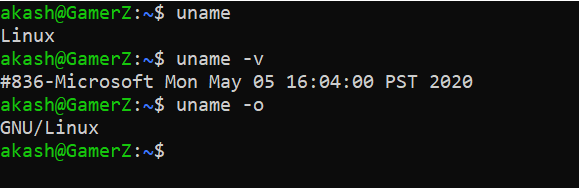 akash@GamerZ:~$ uname
Linux
akash@GamerZ:~$ uname -v
#836-Microsoft Mon May 05 16:04:00 PST 2020
akash@GamerZ:~$ uname -o
GNU/Linux
akash@GamerZ:~$